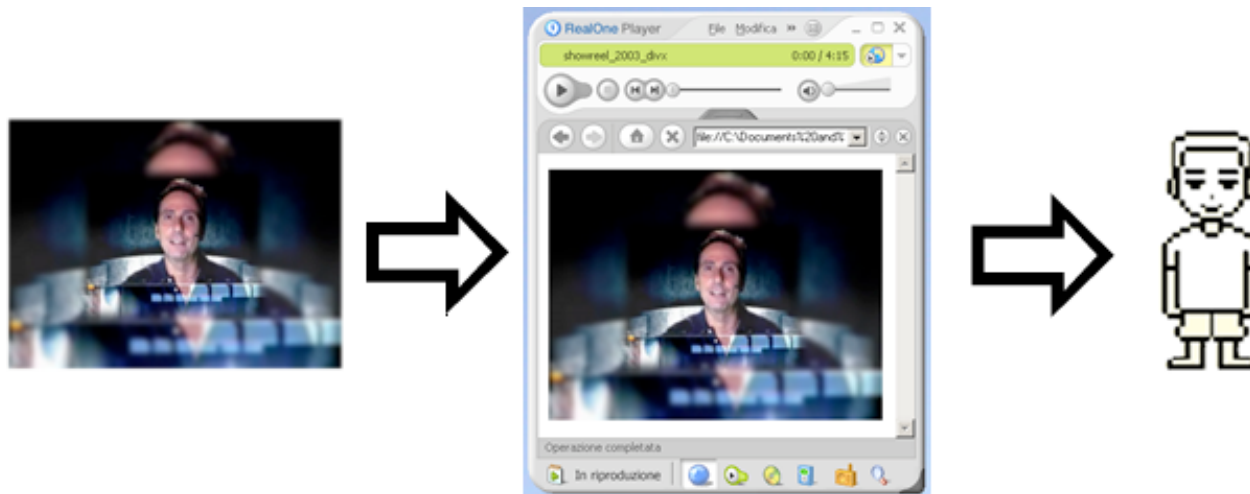 RealOne Player File Modifica »
showreel_2003_divx 0:00 / 4:15
file://C:\Documents%20and%
Operazione completata
In riproduzione